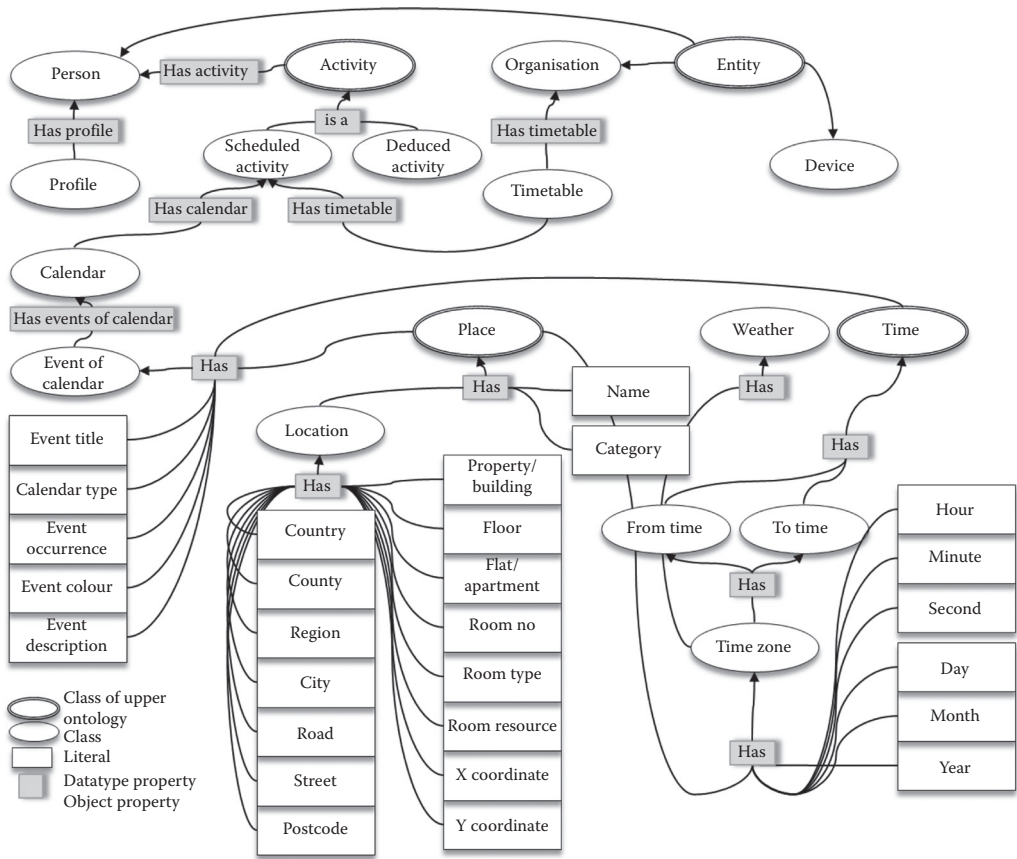 Person
Has activity
Activity
Organisation
Entity
Has profile
is a
Has timetable
Scheduled
activity
Deduced
activity
Device
Profile
Timetable
Has calendar
Has timetable
Calendar
Has events of calendar
Place
Weather
Time
Event of
calendar
Has
Has
Has
Name
Event title
Location
Category
Has
Calendar type
Has
Property/
building
Event
occurrence
Country
Floor
From time
To time
Hour
Event colour
County
Flat/
apartment
Has
Minute
Event
description
Region
Room no
Time zone
Second
City
Room type
Day
Class of upper
ontology
Class
Literal
Datatype property
Object property
Road
Room resource
Month
Street
X coordinate
Has
Year
Postcode
Y coordinate